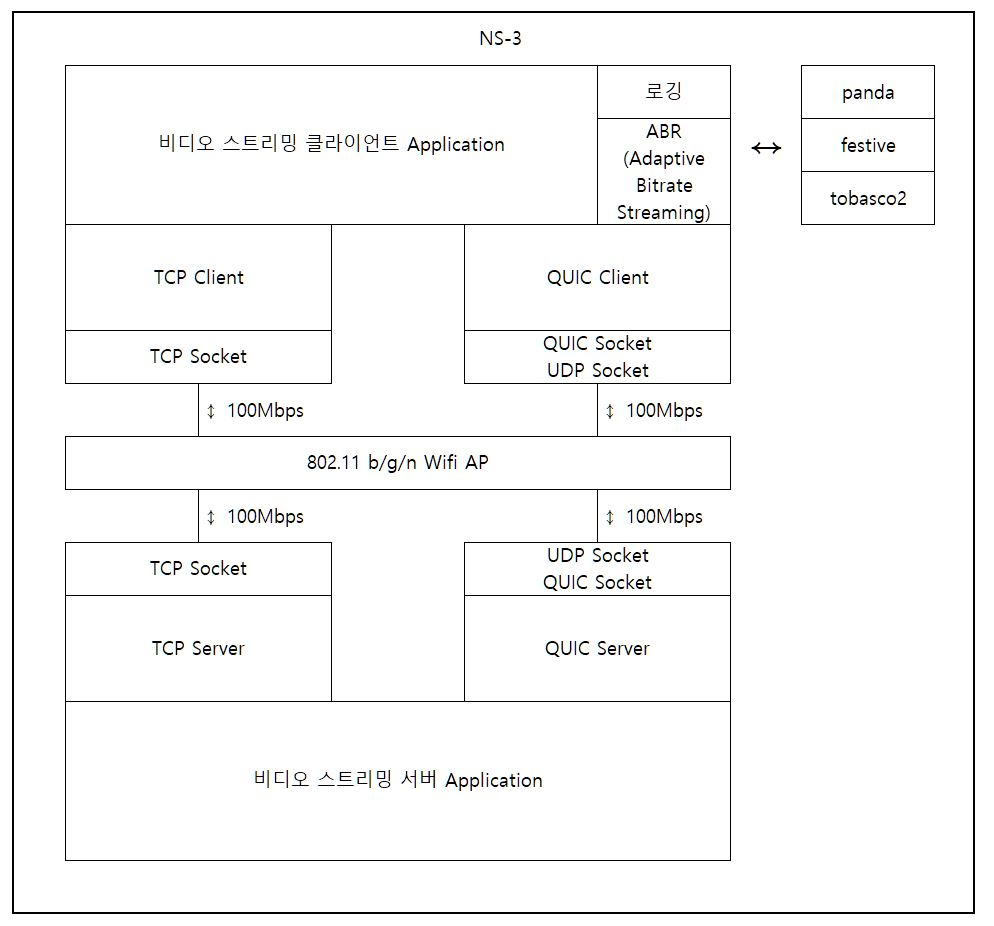 NS-3
비디오 스트리밍 클라이언트 Application
로깅
ABR
(Adaptive
Bitrate
Streaming)
↔
panda
festive
tobasco2
TCP Client
QUIC Client
TCP Socket
QUIC Socket
UDP Socket
↕ 100Mbps
↕ 100Mbps
802.11 b/g/n Wifi AP
↕ 100Mbps
↕ 100Mbps
TCP Socket
UDP Socket
QUIC Socket
TCP Server
QUIC Server
비디오 스트리밍 서버 Application